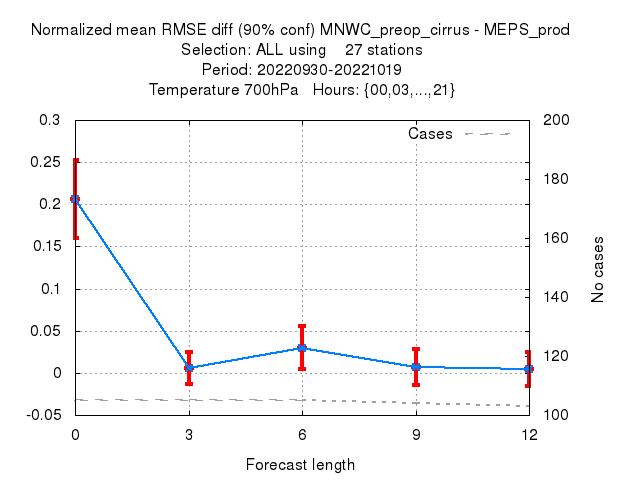 Normalized mean RMSE diff (90% conf) MNWC_preop_cirrus - MEPS_prod
Selection: ALL using 27 stations
Period: 20220930-20221019
Temperature 700hPa Hours: {00,03,...,21}
Cases
0.3
0.25
0.2
0.15
0.1
0.05
0
-0.05
200
180
160
140
120
100
No cases
0 3 6 9 12
Forecast length